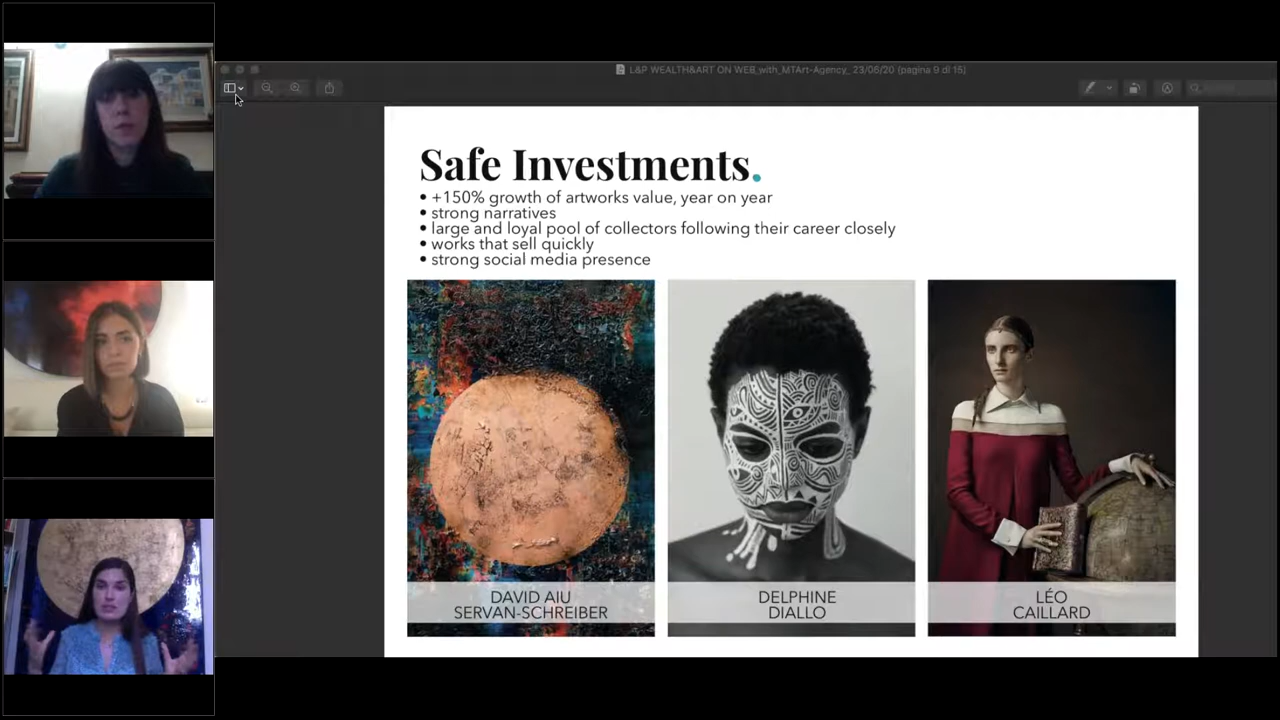 L&P WEALTH&ART ON WEB_with_MTArt-Agency_ 23/05/20 (pagina 9 di 15)
Safe Investments.
• +150% growth of artworks value, year on year
• strong narratives
• large and loyal pool of collectors following their career closely
• works that sell quickly
• strong social media presence
DAVID AIU
SERVAN-SCHREIBER
DELPHINE
DIALLO
LÉO
CAILLARD